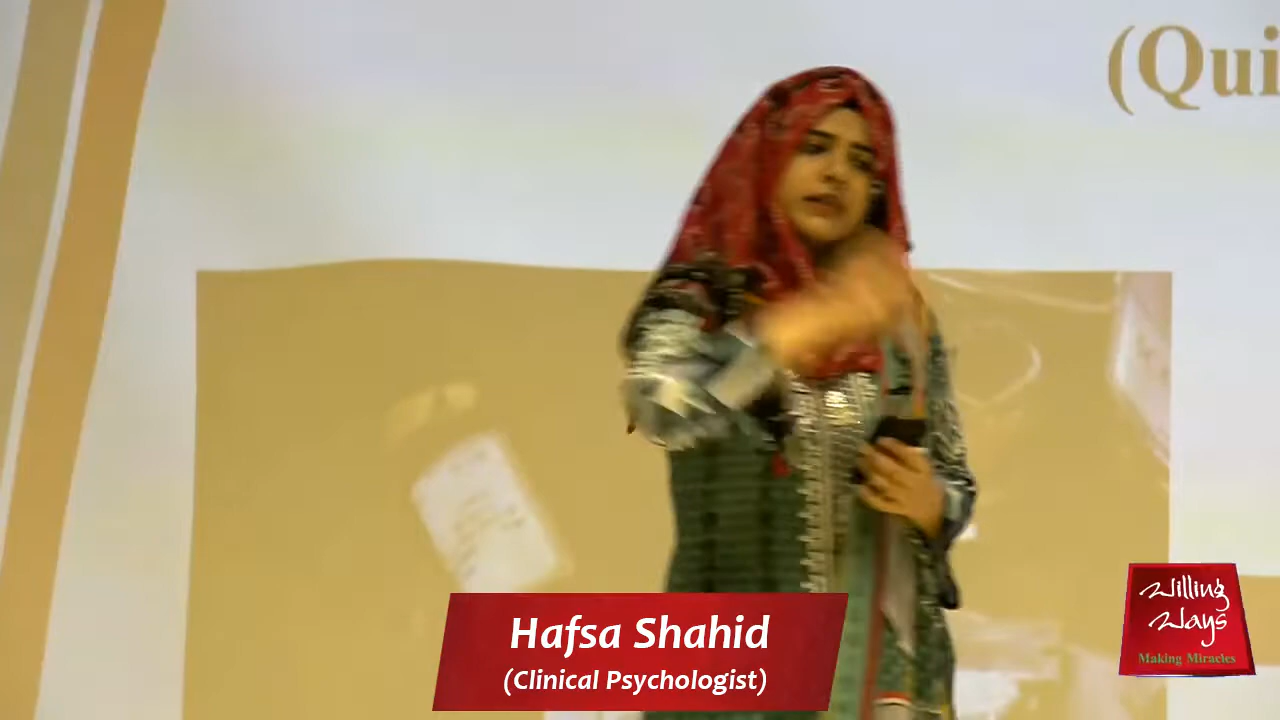 (Qui
Hafsa Shahid
(Clinical Psychologist)
Willing
Ways
Making Miracles